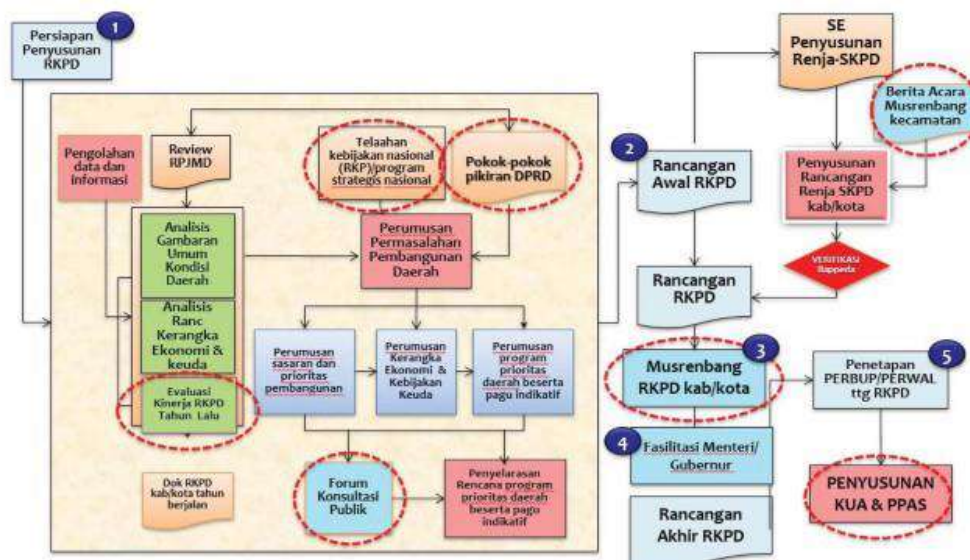 Persiapan
Penyusunan
RKPD
1
SE
Penyusunan
Renja-SKPD
Berita Acara
Musrenbang
kecamatan
Pengolahan
data dan
informasi
Review
RPJMD
Telaahan
kebijakan nasional
(RKP)/program
strategis nasional
Pokok-pokok
pikiran DPRD
2
Rancangan
Awal RKPD
Penyusunan
Rancangan
Renja SKPD
kab/kota
Analisis
Gambaran
Umum
Kondisi
Daerah
Perumusan
Permasalahan
Pembangunan
Daerah
VERIFIKASI
Bappeda
Rancangan
RKPD
Analisis
Ranc
Kerangka
Ekonomi &
keuda
Perumusan
sasaran dan
prioritas
pembangunan
Perumusan
Kerangka
Ekonomi &
Kebijakan
Keuda
Perumusan
program
prioritas
daerah beserta
pagu indikatif
3
Musrenbang
RKPD kab/kota
5
Penetapan
PERBUP/PERWAL
ttg RKPD
Evaluasi
Kinerja RKPD
Tahun Lalu
4
Fasilitasi Menteri/
Gubernur
Dok RKPD
kab/kota tahun
berjalan
Forum
Konsultasi
Publik
Penyelarasan
Rencana program
prioritas daerah
beserta pagu
indikatif
Rancangan
Akhir RKPD
PENYUSUNAN
KUA & PPAS